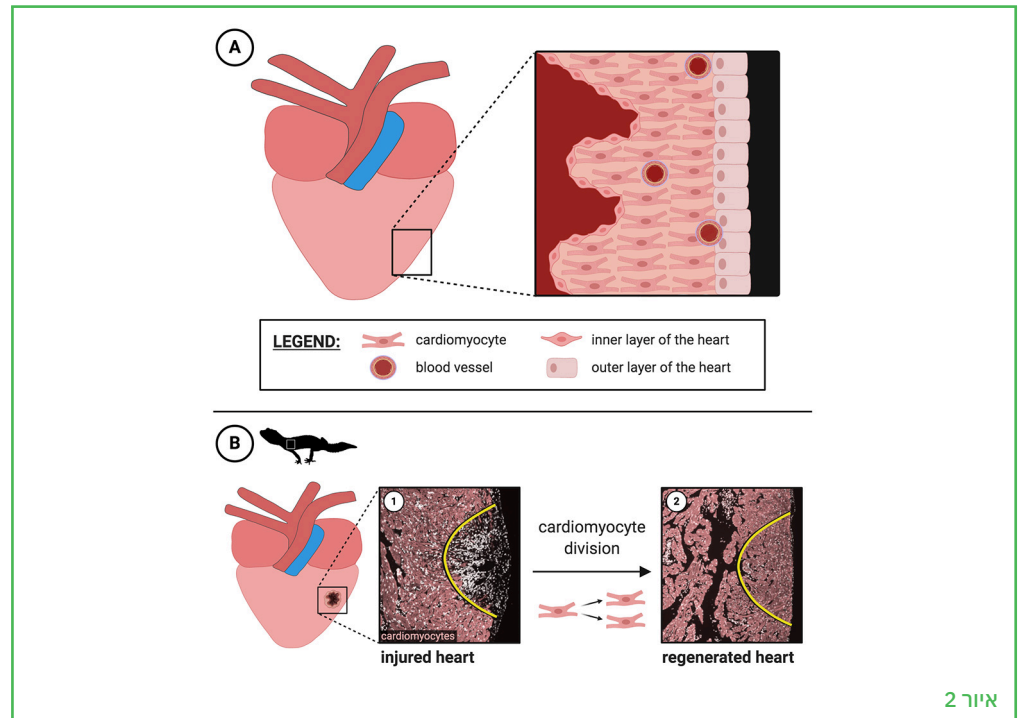 A
LEGEND:
cardiomyocyte
inner layer of the heart
blood vessel
outer layer of the heart
B
1
cardiomyocytes
injured heart
cardiomyocyte
division
2
regenerated heart
איור 2